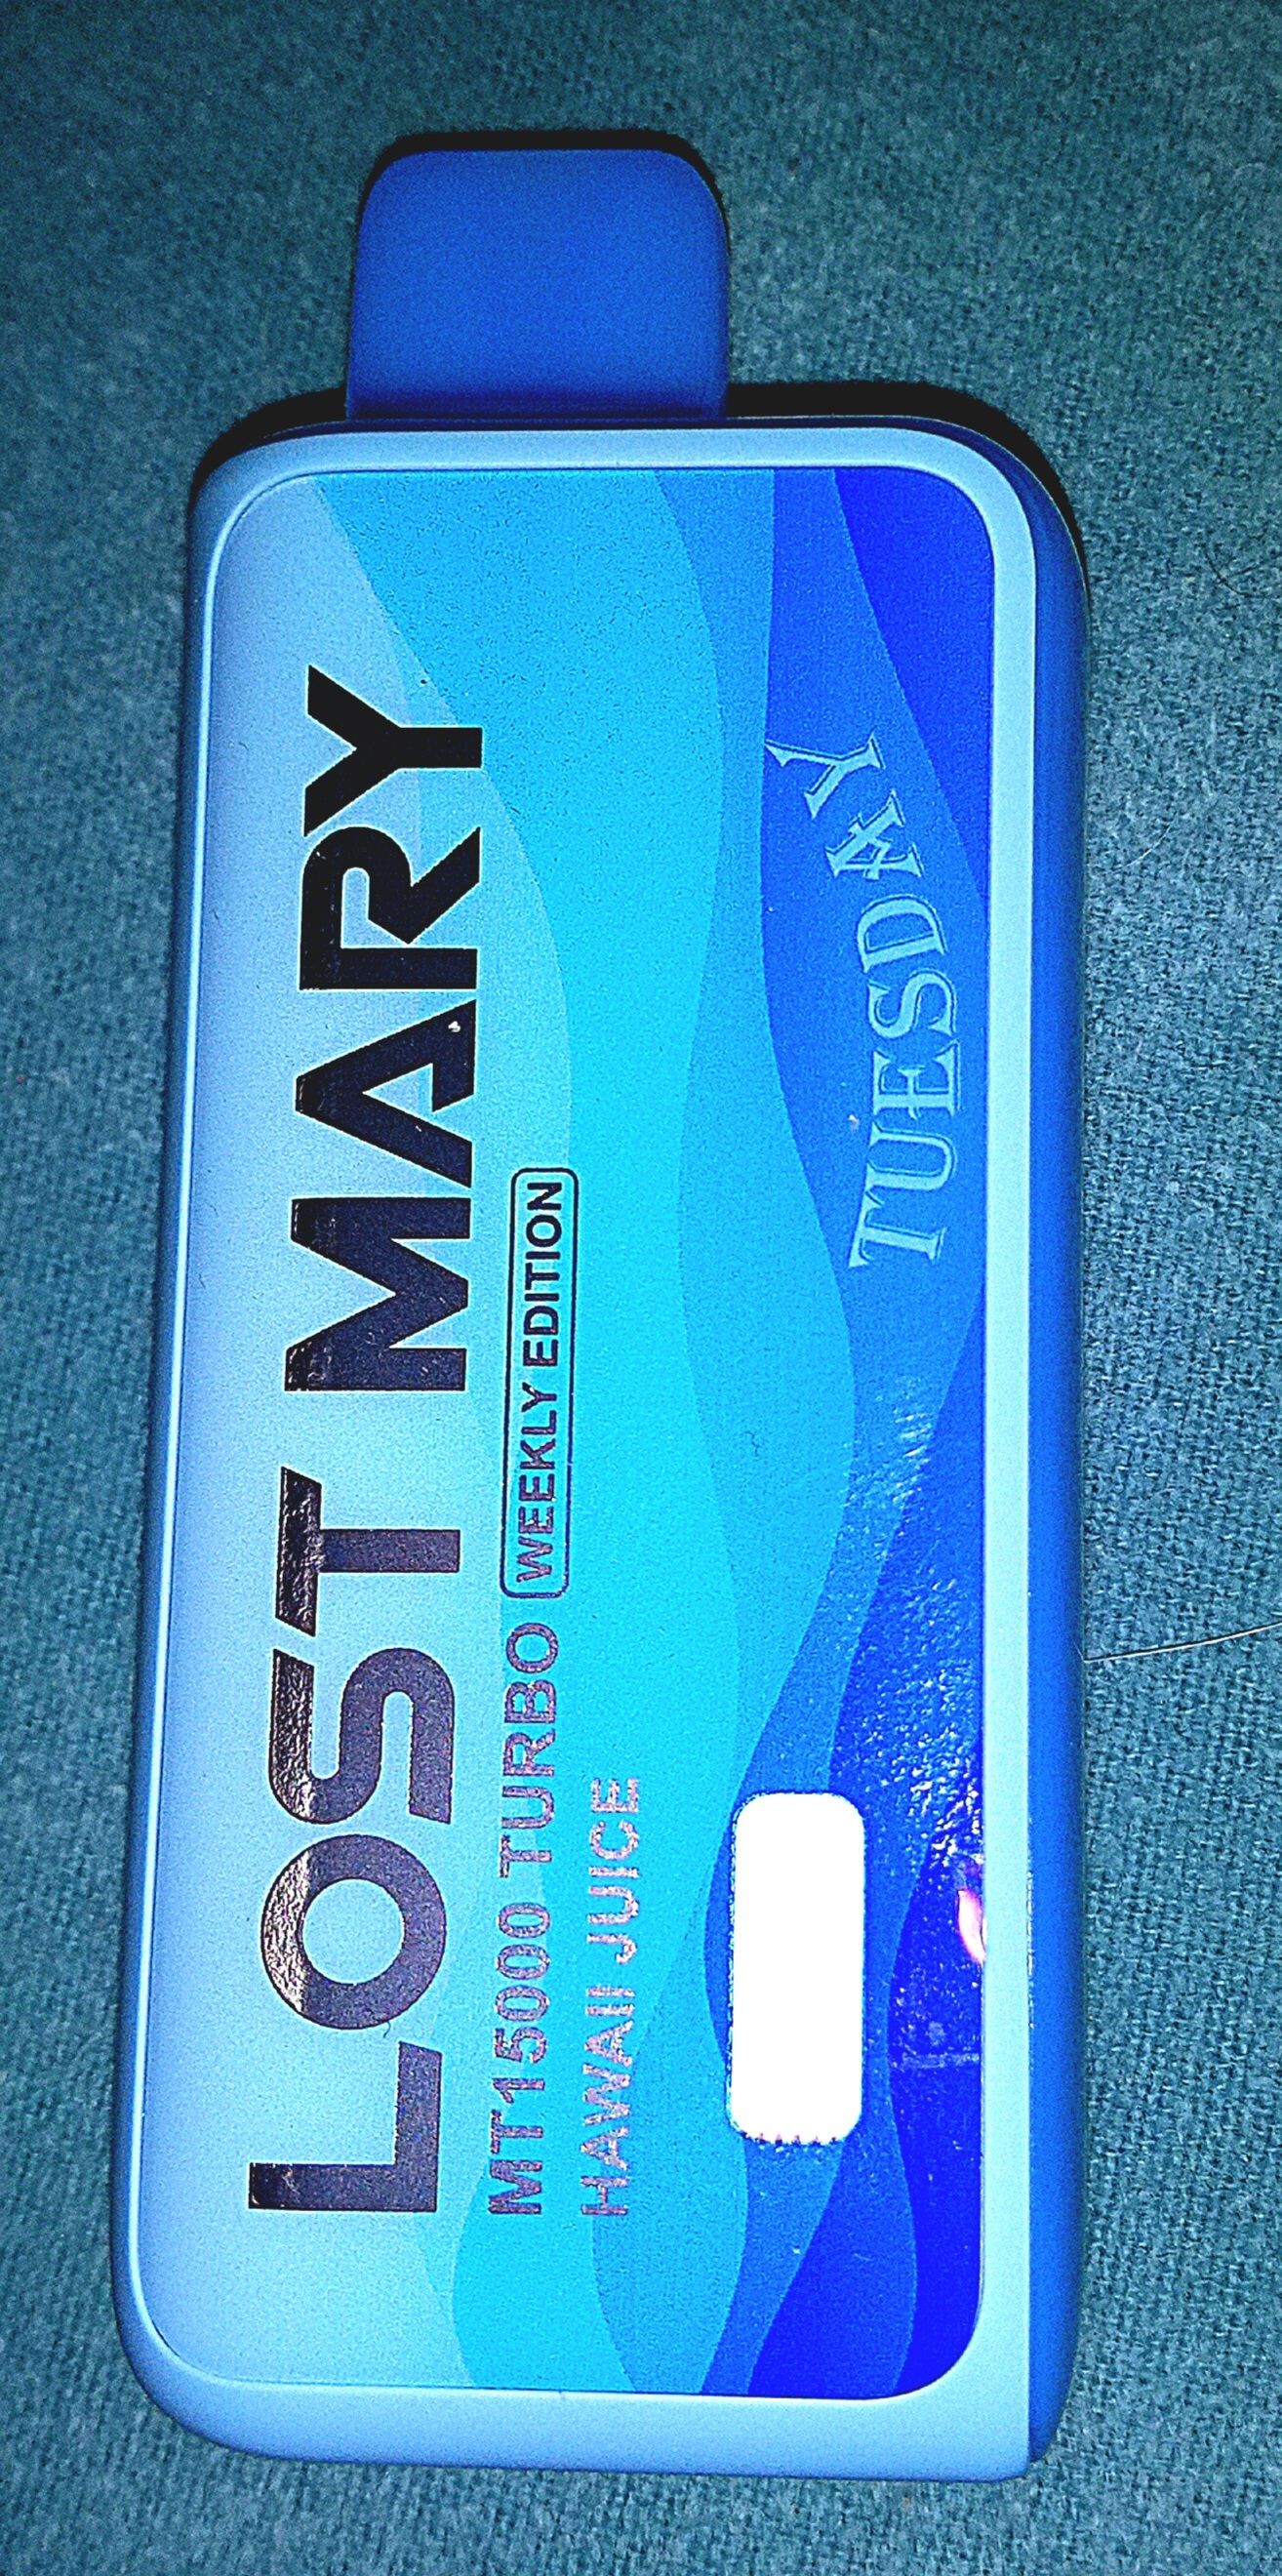 LOST MARY
MT15000 TURBO WEEKLY EDITION
HAWAII JUICE
TUESDAY